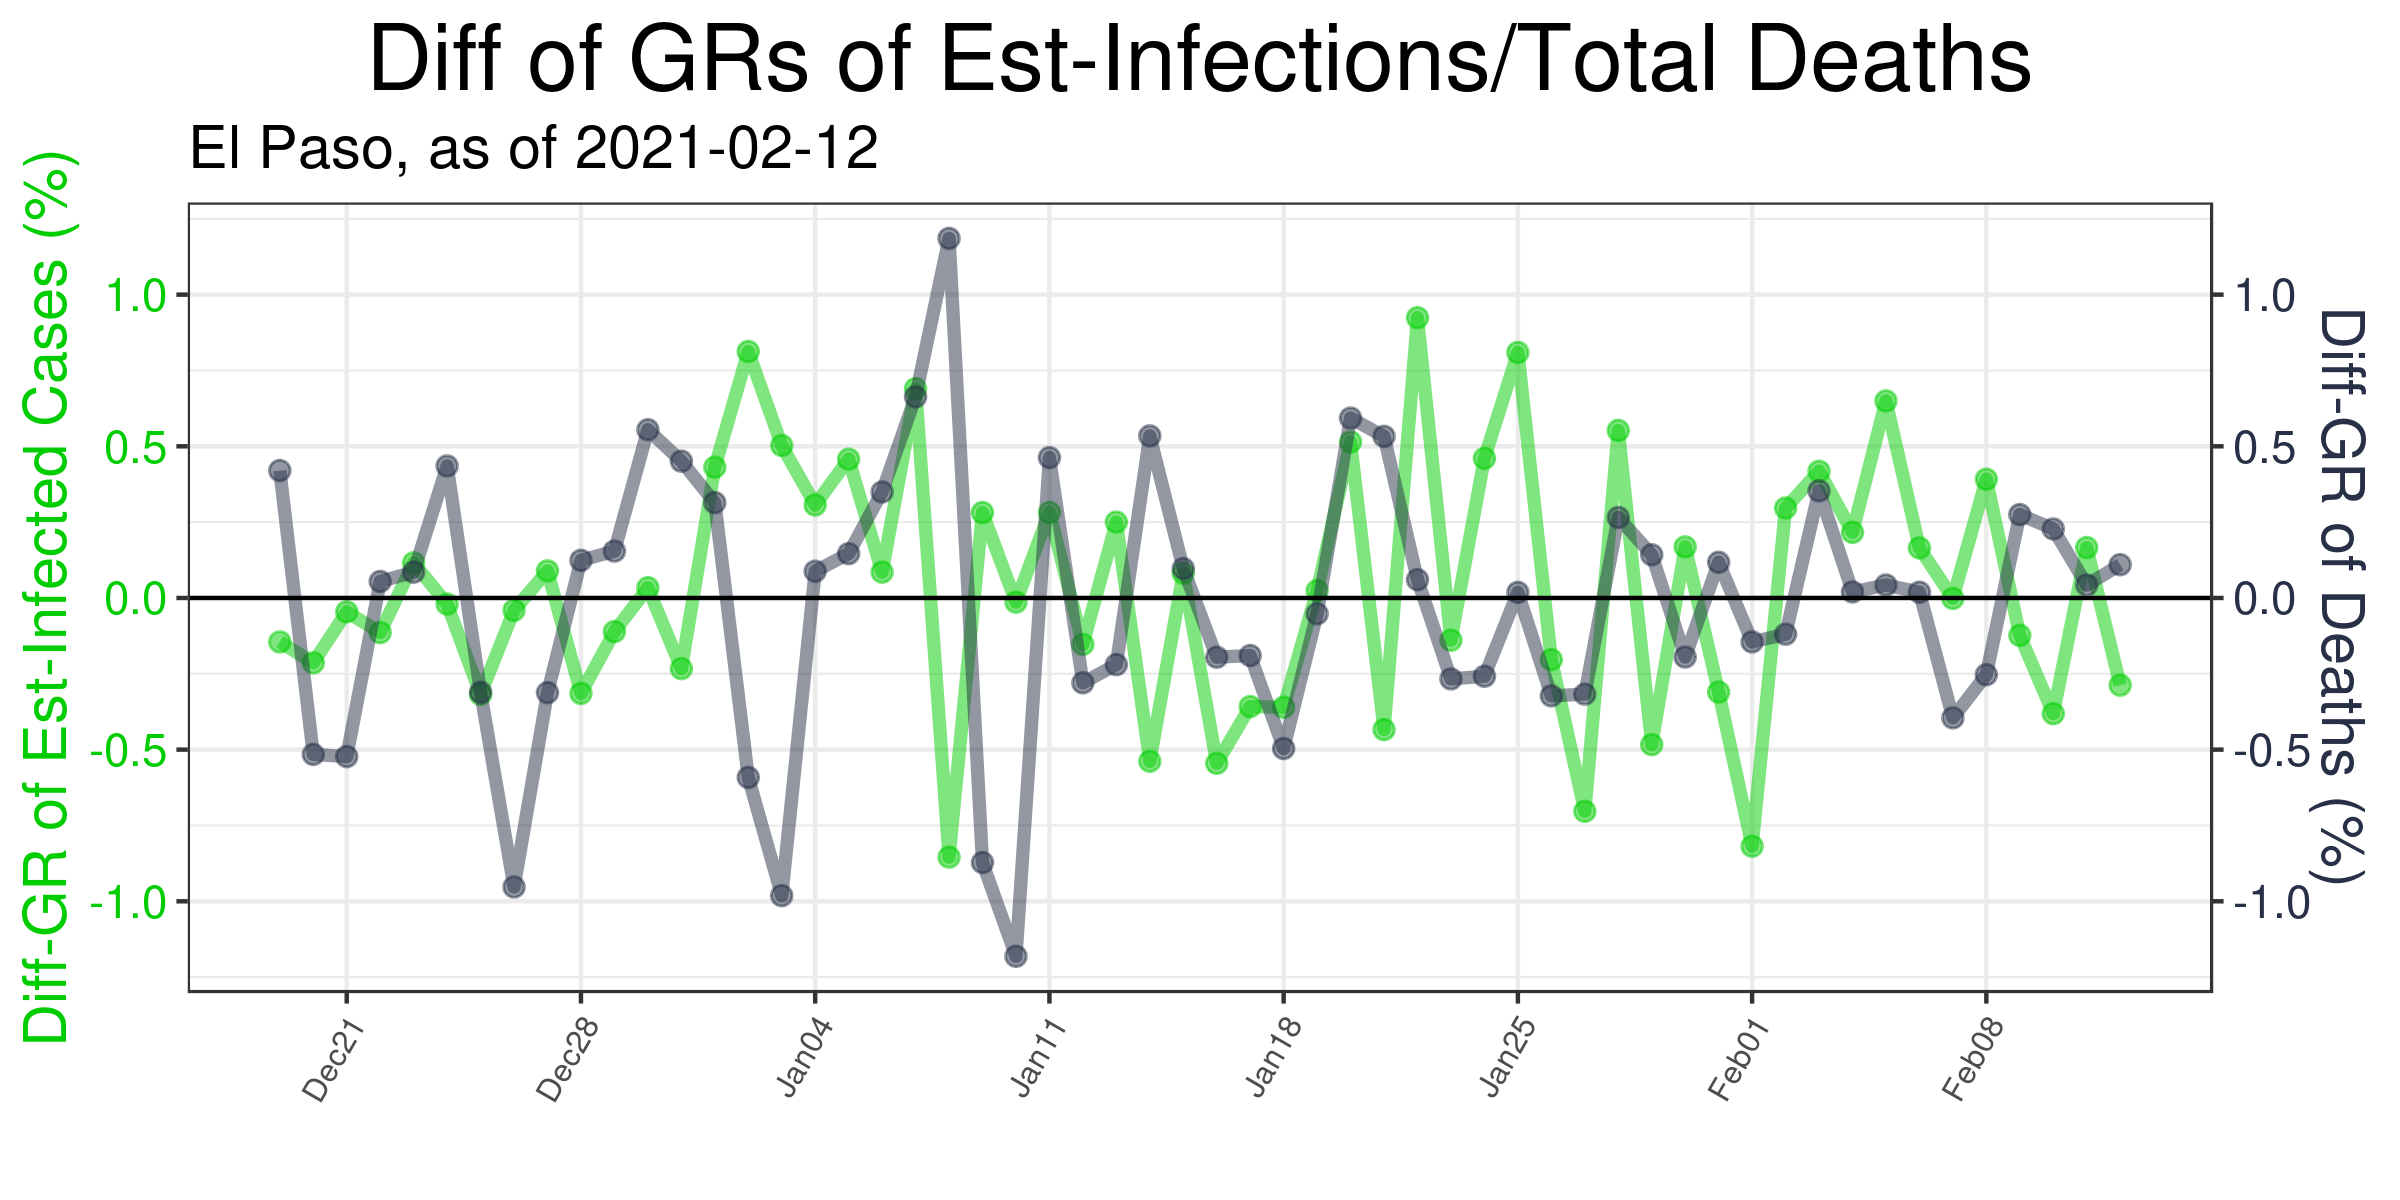 Diff of GRs of Est-Infections/Total Deaths
El Paso, as of 2021-02-12
Diff-GR of Est-Infected Cases (%)
1.0
0.5
0.0
-0.5
-1.0
1.0
0.5
0.0
-0.5
-1.0
Diff-GR of Deaths (%)
Dec21
Dec28
Jan04
Jan11
Jan18
Jan25
Feb01
Feb08